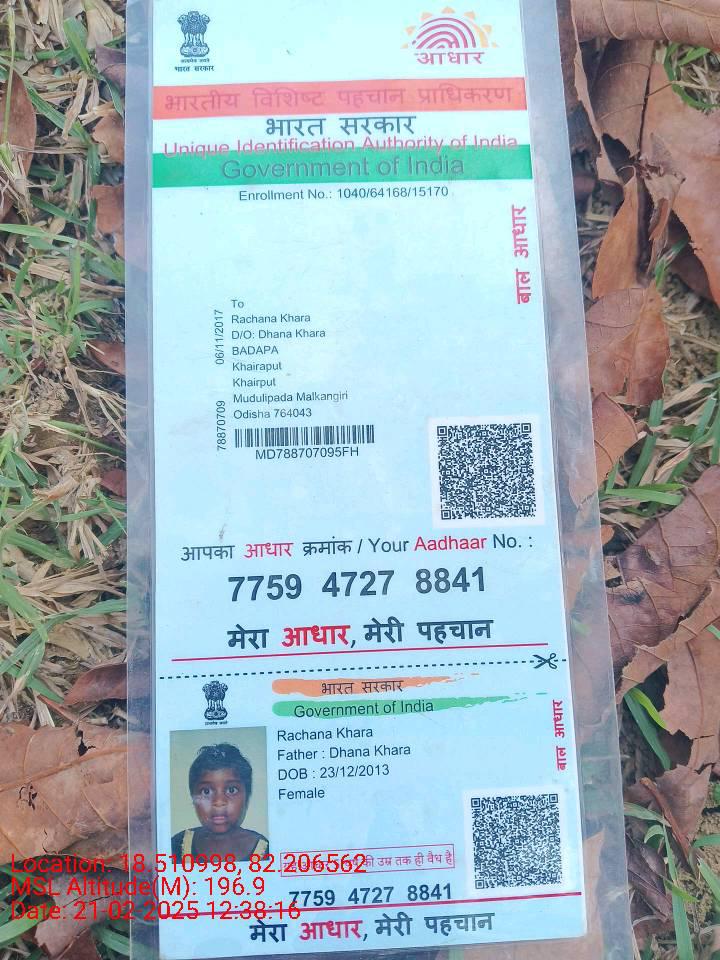 सत्यमेव जयते
भारत सरकार
आधार
भारतीय विशिष्ट पहचान प्राधिकरण
भारत सरकार
Unique Identification Authority of India
Government of India
Enrollment No.: 1040/64168/15170
बाल आधार
06/11/2017
To
Rachana Khara
D/O: Dhana Khara
BADAPA
Khairaput
Khairput
Mudulipada Malkangiri
Odisha 764043
78870709
MD788707095FH
आपका आधार क्रमांक / Your Aadhaar No. :
7759 4727 8841
मेरा आधार, मेरी पहचान
भारत सरकार
Government of India
बाल आधार
Rachana Khara
Father : Dhana Khara
DOB : 23/12/2013
Female
की उम्र तक ही वैध है
7759 4727 8841
मेरा आधार, मेरी पहचान
Location: 18.510998, 82.206562
MSL Altitude(M): 196.9
Date: 21-02-2025 12:38:16